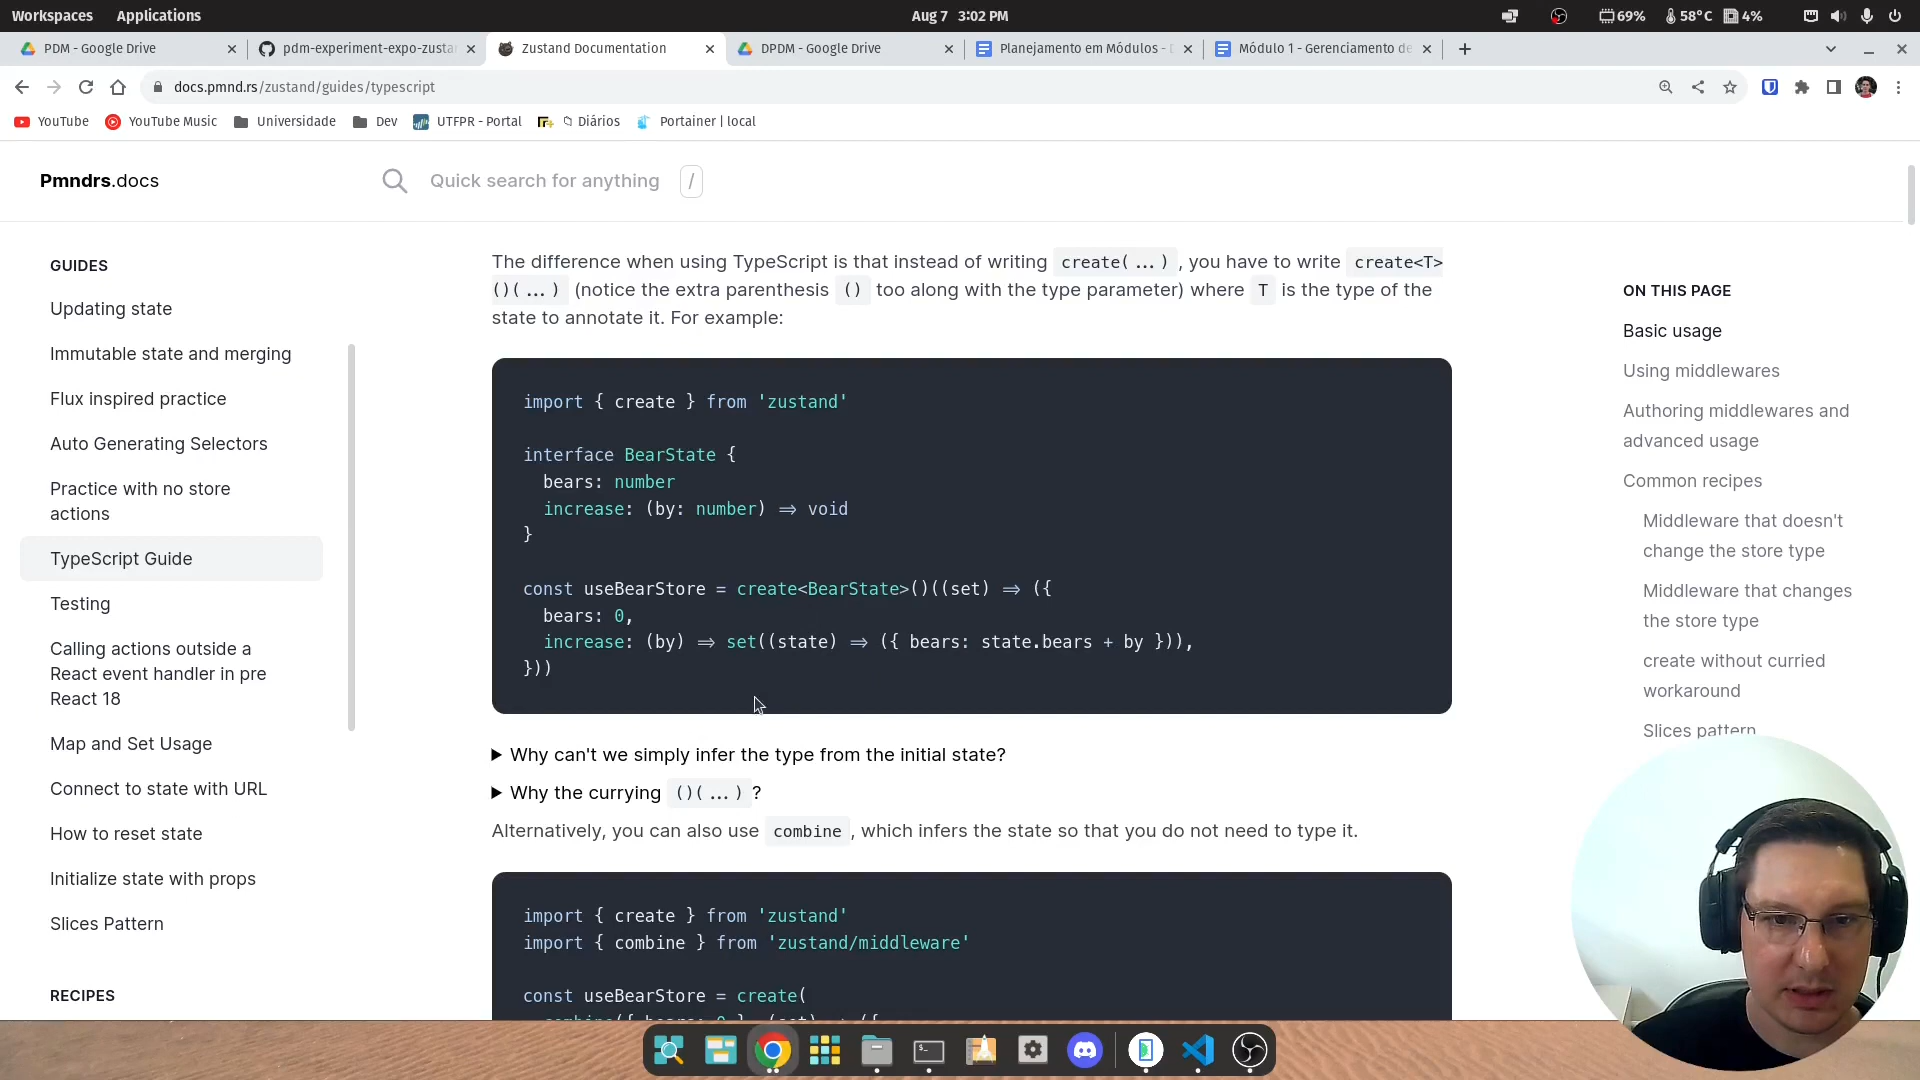 Workspaces
Applications
Aug 7 3:02 PM
69%
58°C
4%
PDM - Google Drive
pdm-experiment-expo-zusta
Zustand Documentation
DPDM - Google Drive
Planejamento em Módulos -
Módulo 1 - Gerenciamento de
docs.pmnd.rs/zustand/guides/typescript
YouTube
YouTube Music
Universidade
Dev
UTFPR - Portal
Diários
Portainer | local
Pmndrs.docs
Quick search for anything
/
GUIDES
Updating state
Immutable state and merging
Flux inspired practice
Auto Generating Selectors
Practice with no store
actions
TypeScript Guide
Testing
Calling actions outside a
React event handler in pre
React 18
Map and Set Usage
Connect to state with URL
How to reset state
Initialize state with props
Slices Pattern
RECIPES
The difference when using TypeScript is that instead of writing create(...), you have to write create<T>
()(...) (notice the extra parenthesis () too along with the type parameter) where T is the type of the
state to annotate it. For example:
import { create } from 'zustand'
interface BearState {
bears: number
increase: (by: number) => void
}
const useBearStore = create<BearState>()((set) => ({
bears: 0,
increase: (by) => set((state) => ({ bears: state.bears + by })),
}))
Why can't we simply infer the type from the initial state?
Why the currying ()(...)?
Alternatively, you can also use combine, which infers the state so that you do not need to type it.
import { create } from 'zustand'
import { combine } from 'zustand/middleware'
const useBearStore = create(
combine({ bears: 0 }, (set) => ({
ON THIS PAGE
Basic usage
Using middlewares
Authoring middlewares and
advanced usage
Common recipes
Middleware that doesn't
change the store type
Middleware that changes
the store type
create without curried
workaround
Slices pattern